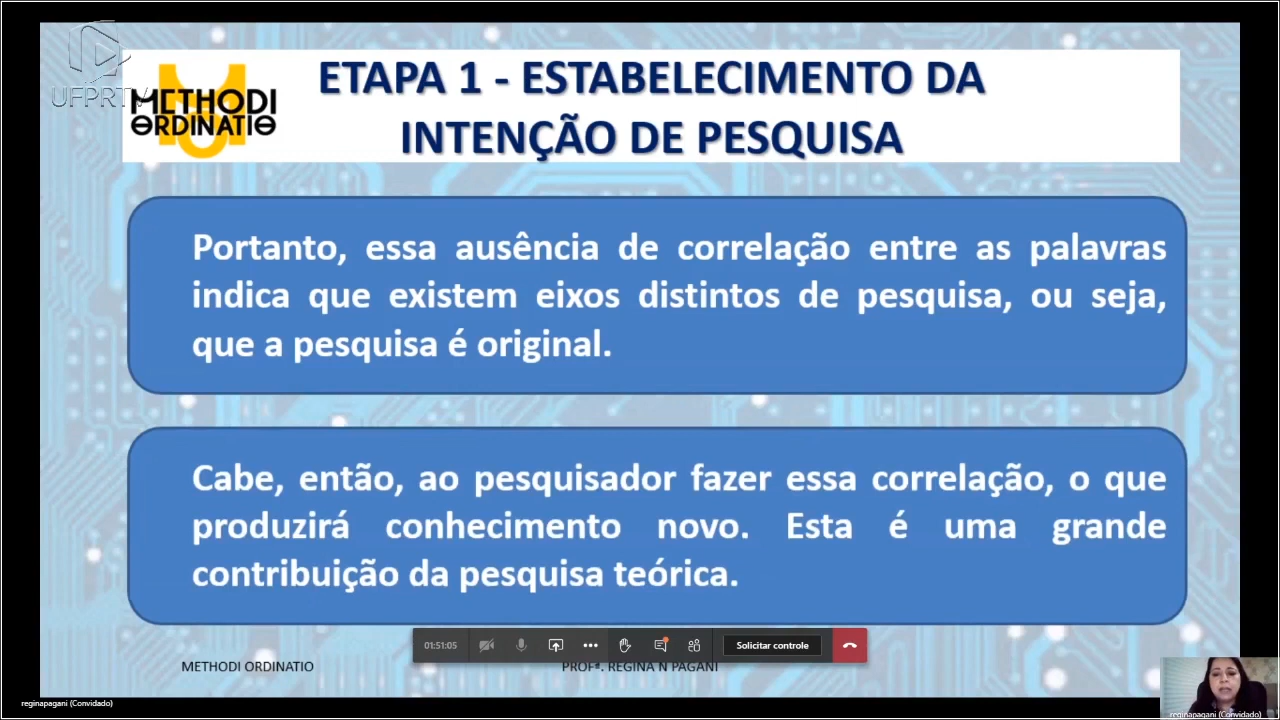 UFPRTV
METHODI
ORDINATIO
ETAPA 1 - ESTABELECIMENTO DA
INTENÇÃO DE PESQUISA
Portanto, essa ausência de correlação entre as palavras
indica que existem eixos distintos de pesquisa, ou seja,
que a pesquisa é original.
Cabe, então, ao pesquisador fazer essa correlação, o que
produzirá conhecimento novo. Esta é uma grande
contribuição da pesquisa teórica.
01:51:05
Solicitar controle
METHODI ORDINATIO
PROFª. REGINA N PAGANI
reginapagani (Convidado)
reginapagani (Convidado)